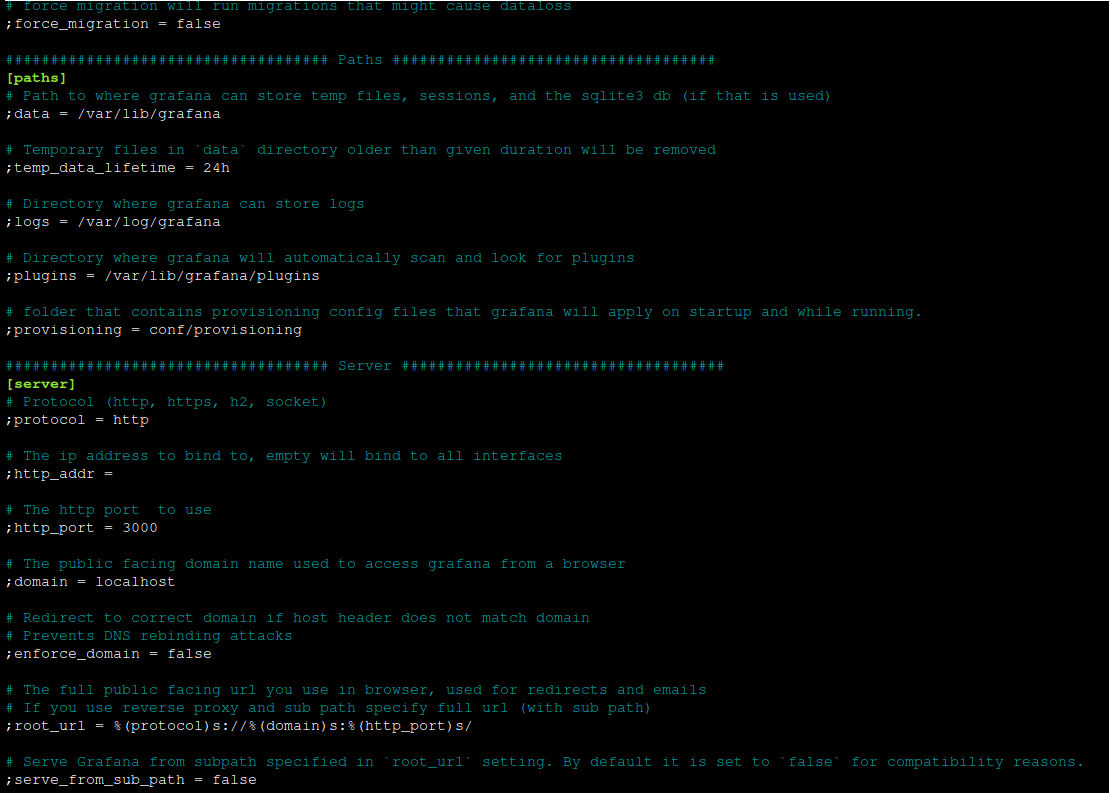 # force migration will run migrations that might cause dataloss
;force_migration = false
#################################### Paths ####################################
[paths]
# Path to where grafana can store temp files, sessions, and the sqlite3 db (if that is used)
;data = /var/lib/grafana
# Temporary files in `data` directory older than given duration will be removed
;temp_data_lifetime = 24h
# Directory where grafana can store logs
;logs = /var/log/grafana
# Directory where grafana will automatically scan and look for plugins
;plugins = /var/lib/grafana/plugins
# folder that contains provisioning config files that grafana will apply on startup and while running.
;provisioning = conf/provisioning
#################################### Server ####################################
[server]
# Protocol (http, https, h2, socket)
;protocol = http
# The ip address to bind to, empty will bind to all interfaces
;http_addr =
# The http port  to use
;http_port = 3000
# The public facing domain name used to access grafana from a browser
;domain = localhost
# Redirect to correct domain if host header does not match domain
# Prevents DNS rebinding attacks
;enforce_domain = false
# The full public facing url you use in browser, used for redirects and emails
# If you use reverse proxy and sub path specify full url (with sub path)
;root_url = %(protocol)s://%(domain)s:%(http_port)s/
# Serve Grafana from subpath specified in `root_url` setting. By default it is set to `false` for compatibility reasons.
;serve_from_sub_path = false